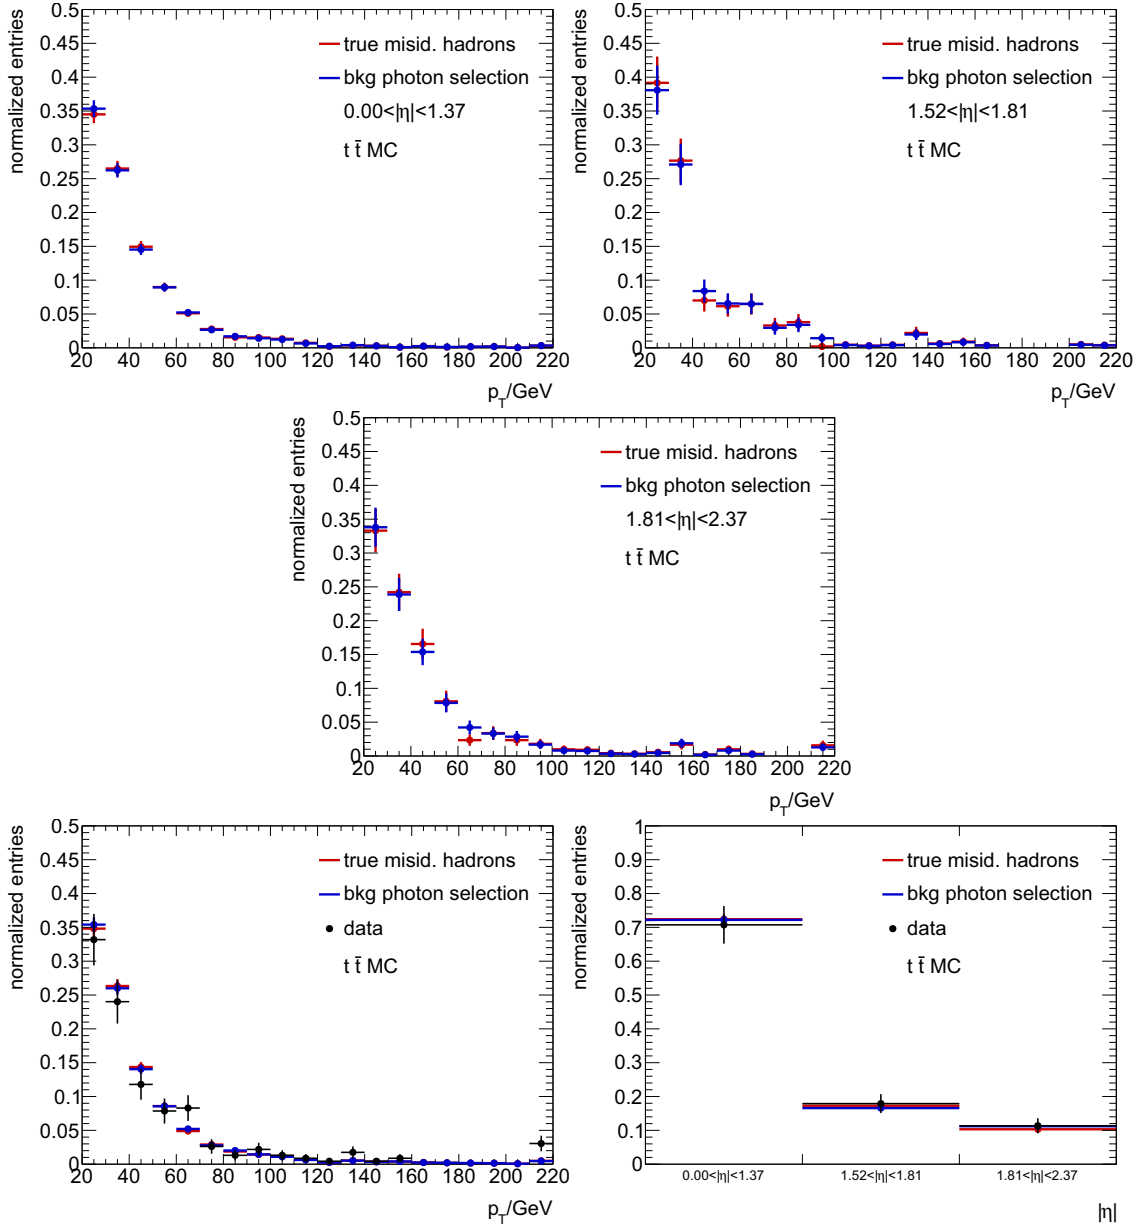 normalized entries
0.5
0.45
0.4
0.35
0.3
0.25
0.2
0.15
0.1
0.05
0
true misid. hadrons
bkg photon selection
0.00<|η|<1.37
t t̄ MC
20 40 60 80 100 120 140 160 180 200 220
p_T/GeV
normalized entries
0.5
0.45
0.4
0.35
0.3
0.25
0.2
0.15
0.1
0.05
0
true misid. hadrons
bkg photon selection
1.52<|η|<1.81
t t̄ MC
20 40 60 80 100 120 140 160 180 200 220
p_T/GeV
normalized entries
0.5
0.45
0.4
0.35
0.3
0.25
0.2
0.15
0.1
0.05
0
true misid. hadrons
bkg photon selection
1.81<|η|<2.37
t t̄ MC
20 40 60 80 100 120 140 160 180 200 220
p_T/GeV
normalized entries
0.5
0.45
0.4
0.35
0.3
0.25
0.2
0.15
0.1
0.05
0
true misid. hadrons
bkg photon selection
data
t t̄ MC
20 40 60 80 100 120 140 160 180 200 220
p_T/GeV
normalized entries
1
0.9
0.8
0.7
0.6
0.5
0.4
0.3
0.2
0.1
0
true misid. hadrons
bkg photon selection
data
t t̄ MC
0.00<|η|<1.37 1.52<|η|<1.81 1.81<|η|<2.37
|η|